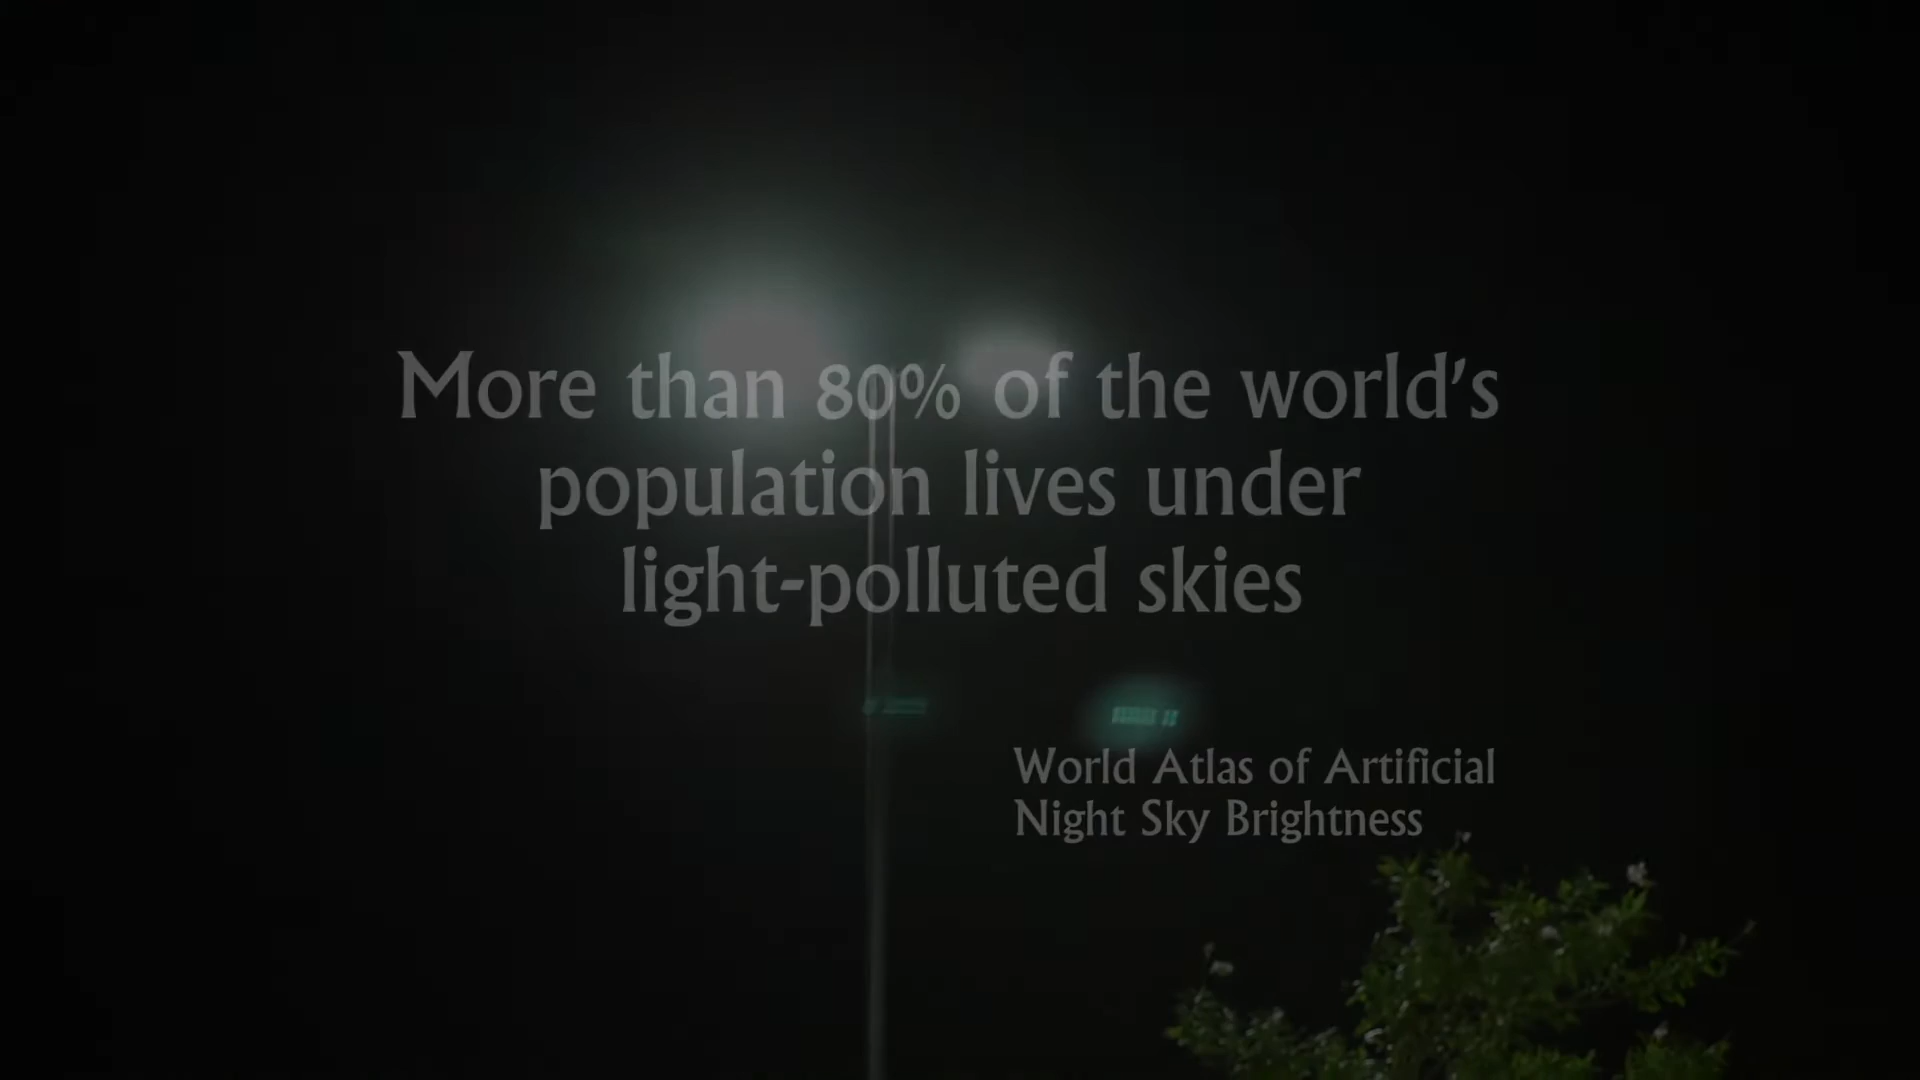 More than 80% of the world's
population lives under
light-polluted skies
World Atlas of Artificial
Night Sky Brightness